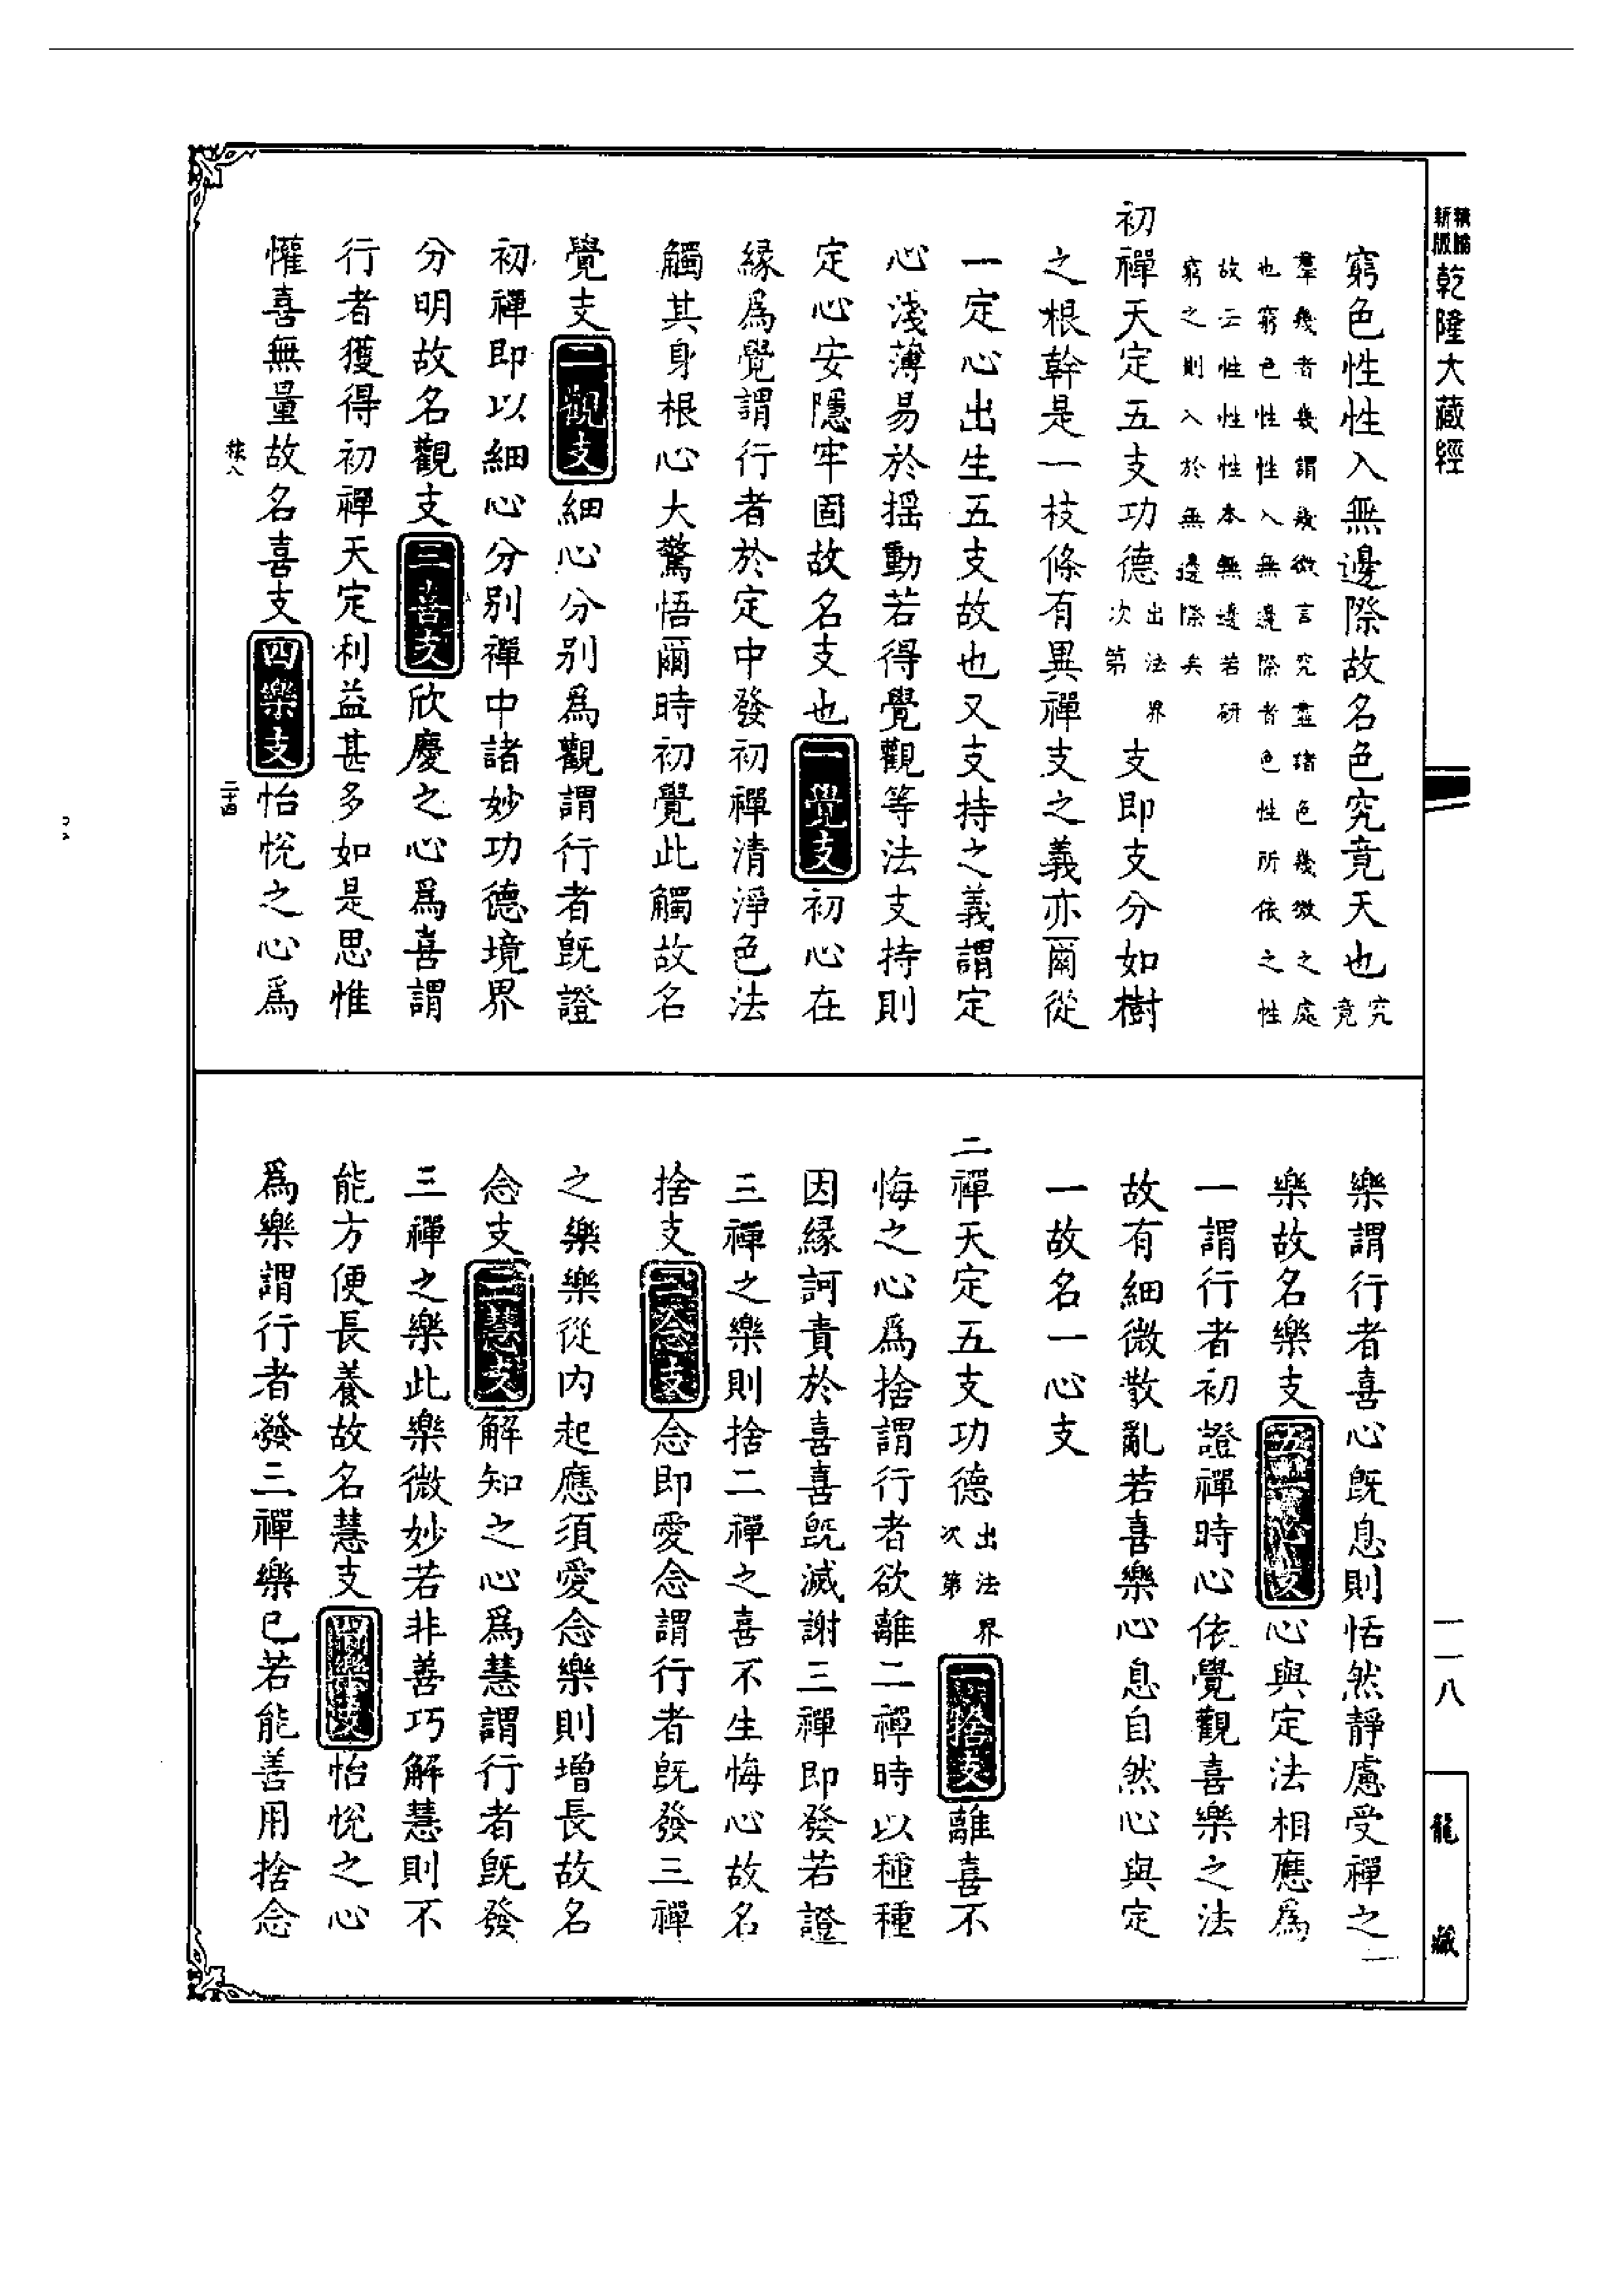 新版 精縮 乾隆大藏經
窮色性性入無邊際故名色究竟天也究竟
羣幾者幾謂幾微言究盡諸色幾微之處
也窮色性性入無邊際者色性所依之性
故云性性性本無邊若研
窮之則入於無邊際矣
初禪天定五支功德出法界次第支即支分如樹
之根幹是一枝條有異禪支之義亦爾從
一定心出生五支故也又支持之義謂定
心淺薄易於摇動若得覺觀等法支持則
定心安隱牢固故名支也一覺支初心在
緣爲覺謂行者於定中發初禪清淨色法
觸其身根心大驚悟爾時初覺此觸故名
覺支二觀支細心分別爲觀謂行者旣證
初禪即以細心分別禪中諸妙功德境界
分明故名觀支三喜支欣慶之心爲喜謂
行者獲得初禪天定利益甚多如是思惟
懽喜無量故名喜支四樂支怡悅之心爲
二十四
樂謂行者喜心旣息則恬然靜慮受禪之
樂故名樂支五一心支心與定法相應爲
一謂行者初證禪時心依覺觀喜樂之法
故有細微散亂若喜樂心息自然心與定
一故名一心支
二禪天定五支功德出法界次第一捨支離喜不
悔之心爲捨謂行者欲離二禪時以種種
因緣訶責於喜喜旣滅謝三禪即發若證
三禪之樂則捨二禪之喜不生悔心故名
捨支二念支念即愛念謂行者旣發三禪
之樂樂從内起應須愛念樂則增長故名
念支三慧支解知之心爲慧謂行者旣發
三禪之樂此樂微妙若非善巧解慧則不
能方便長養故名慧支四樂支怡悅之心
爲樂謂行者發三禪樂已若能善用捨念
一一八
龍藏